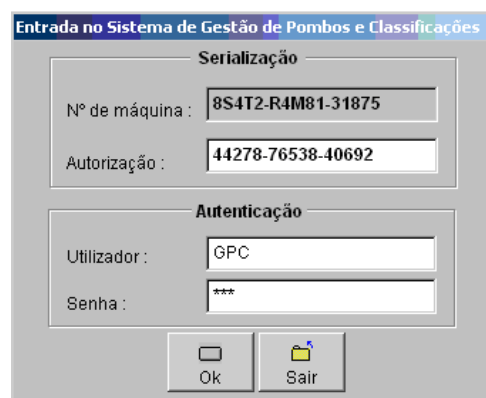 Entrada no Sistema de Gestão de Pombos e Classificações
Serialização
Nº de máquina : 8S4T2-R4M81-31875
Autorização : 44278-76538-40692
Autenticação
Utilizador : GPC
Senha : ***
Ok Sair